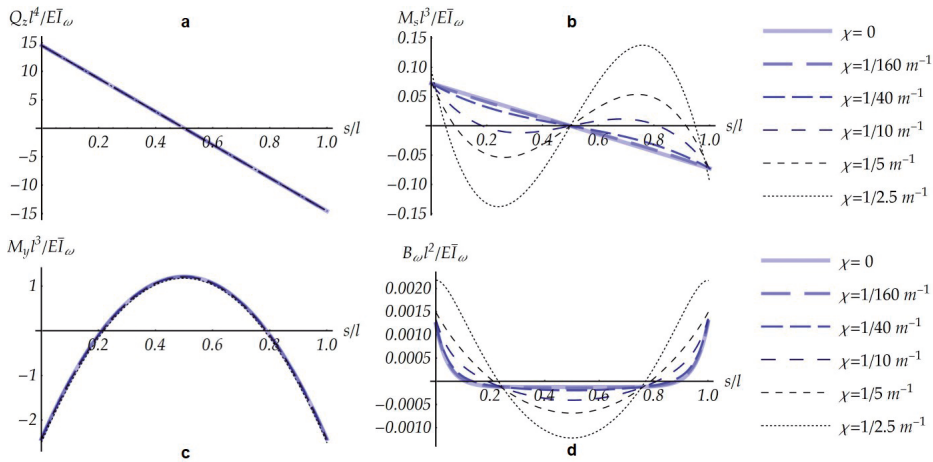 Q_z l^4/EĪ_ω
a
15
10
5
−5
−10
−15
0.2 0.4 0.6 0.8 1.0
s/l
M_s l^3/EĪ_ω
b
0.15
0.10
0.05
−0.05
−0.10
−0.15
0.2 0.4 0.6 0.8 1.0
s/l
χ= 0
χ=1/160 m^−1
χ=1/40 m^−1
χ=1/10 m^−1
χ=1/5 m^−1
χ=1/2.5 m^−1
M_y l^3/EĪ_ω
1
−1
−2
0.2 0.4 0.6 0.8 1.0
s/l
c
B_ω l^2/EĪ_ω
0.0020
0.0015
0.0010
0.0005
−0.0005
−0.0010
0.2 0.4 0.6 0.8 1.0
s/l
d
χ= 0
χ=1/160 m^−1
χ=1/40 m^−1
χ=1/10 m^−1
χ=1/5 m^−1
χ=1/2.5 m^−1